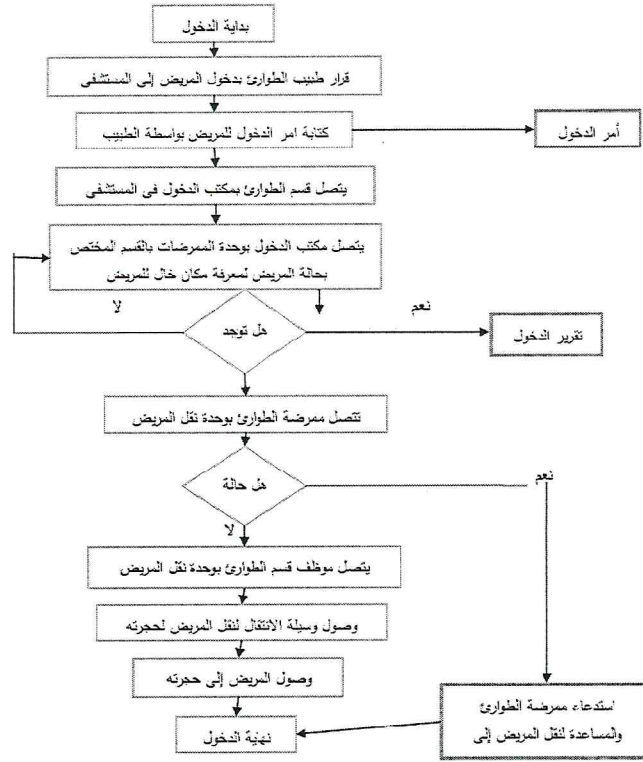 بداية الدخول
قرار طبيب الطوارئ بدخول المريض إلى المستشفى
كتابة امر الدخول للمريض بواسطة الطبيب
أمر الدخول
يتصل قسم الطوارئ بمكتب الدخول فى المستشفى
يتصل مكتب الدخول بوحدة الممرضات بالقسم المختص
بحالة المريض لمعرفة مكان خال للمريض
نعم
لا
هل توجد
تقرير الدخول
تتصل ممرضة الطوارئ بوحدة نقل المريض
نعم
هل حالة
لا
يتصل موظف قسم الطوارئ بوحدة نقل المريض
وصول وسيلة الانتقال لنقل المريض لحجرته
وصول المريض إلى حجرته
استدعاء ممرضة الطوارئ
والمساعدة لنقل المريض إلى
نهاية الدخول